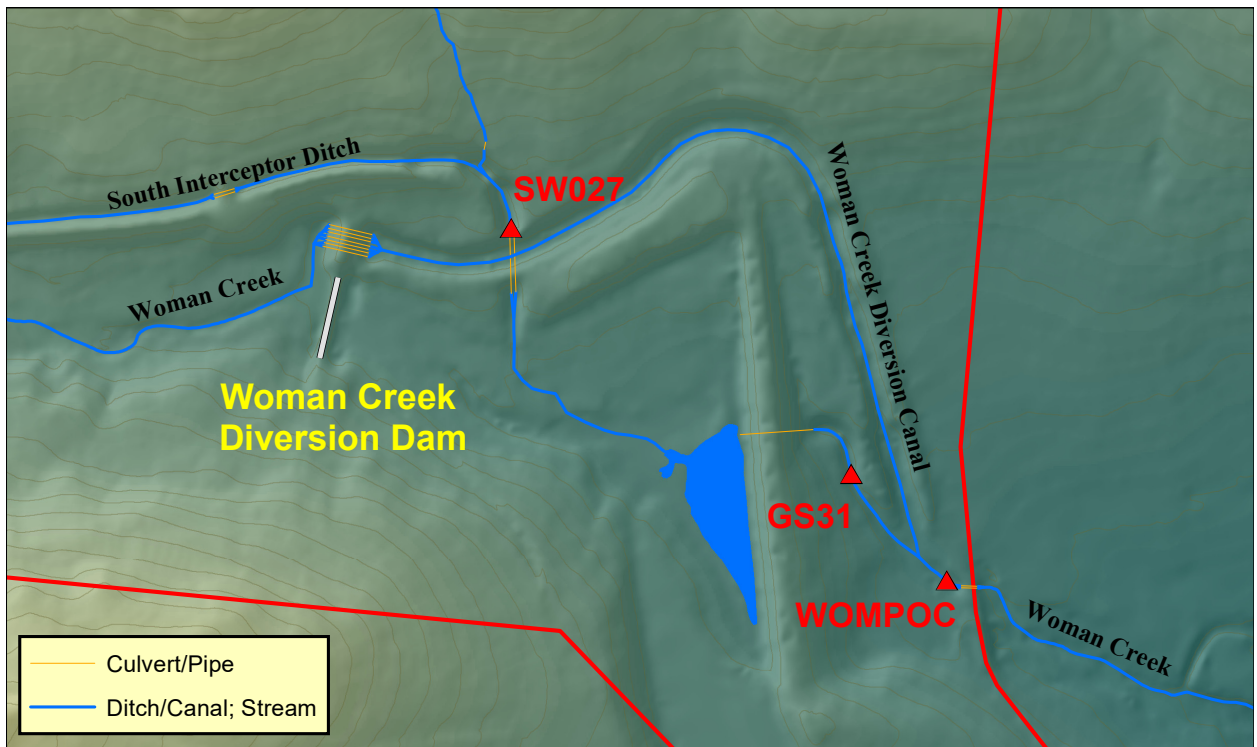 South Interceptor Ditch
SW027
Woman Creek Diversion Canal
Woman Creek
Woman Creek
Diversion Dam
GS31
WOMPOC
Woman Creek
Culvert/Pipe
Ditch/Canal; Stream